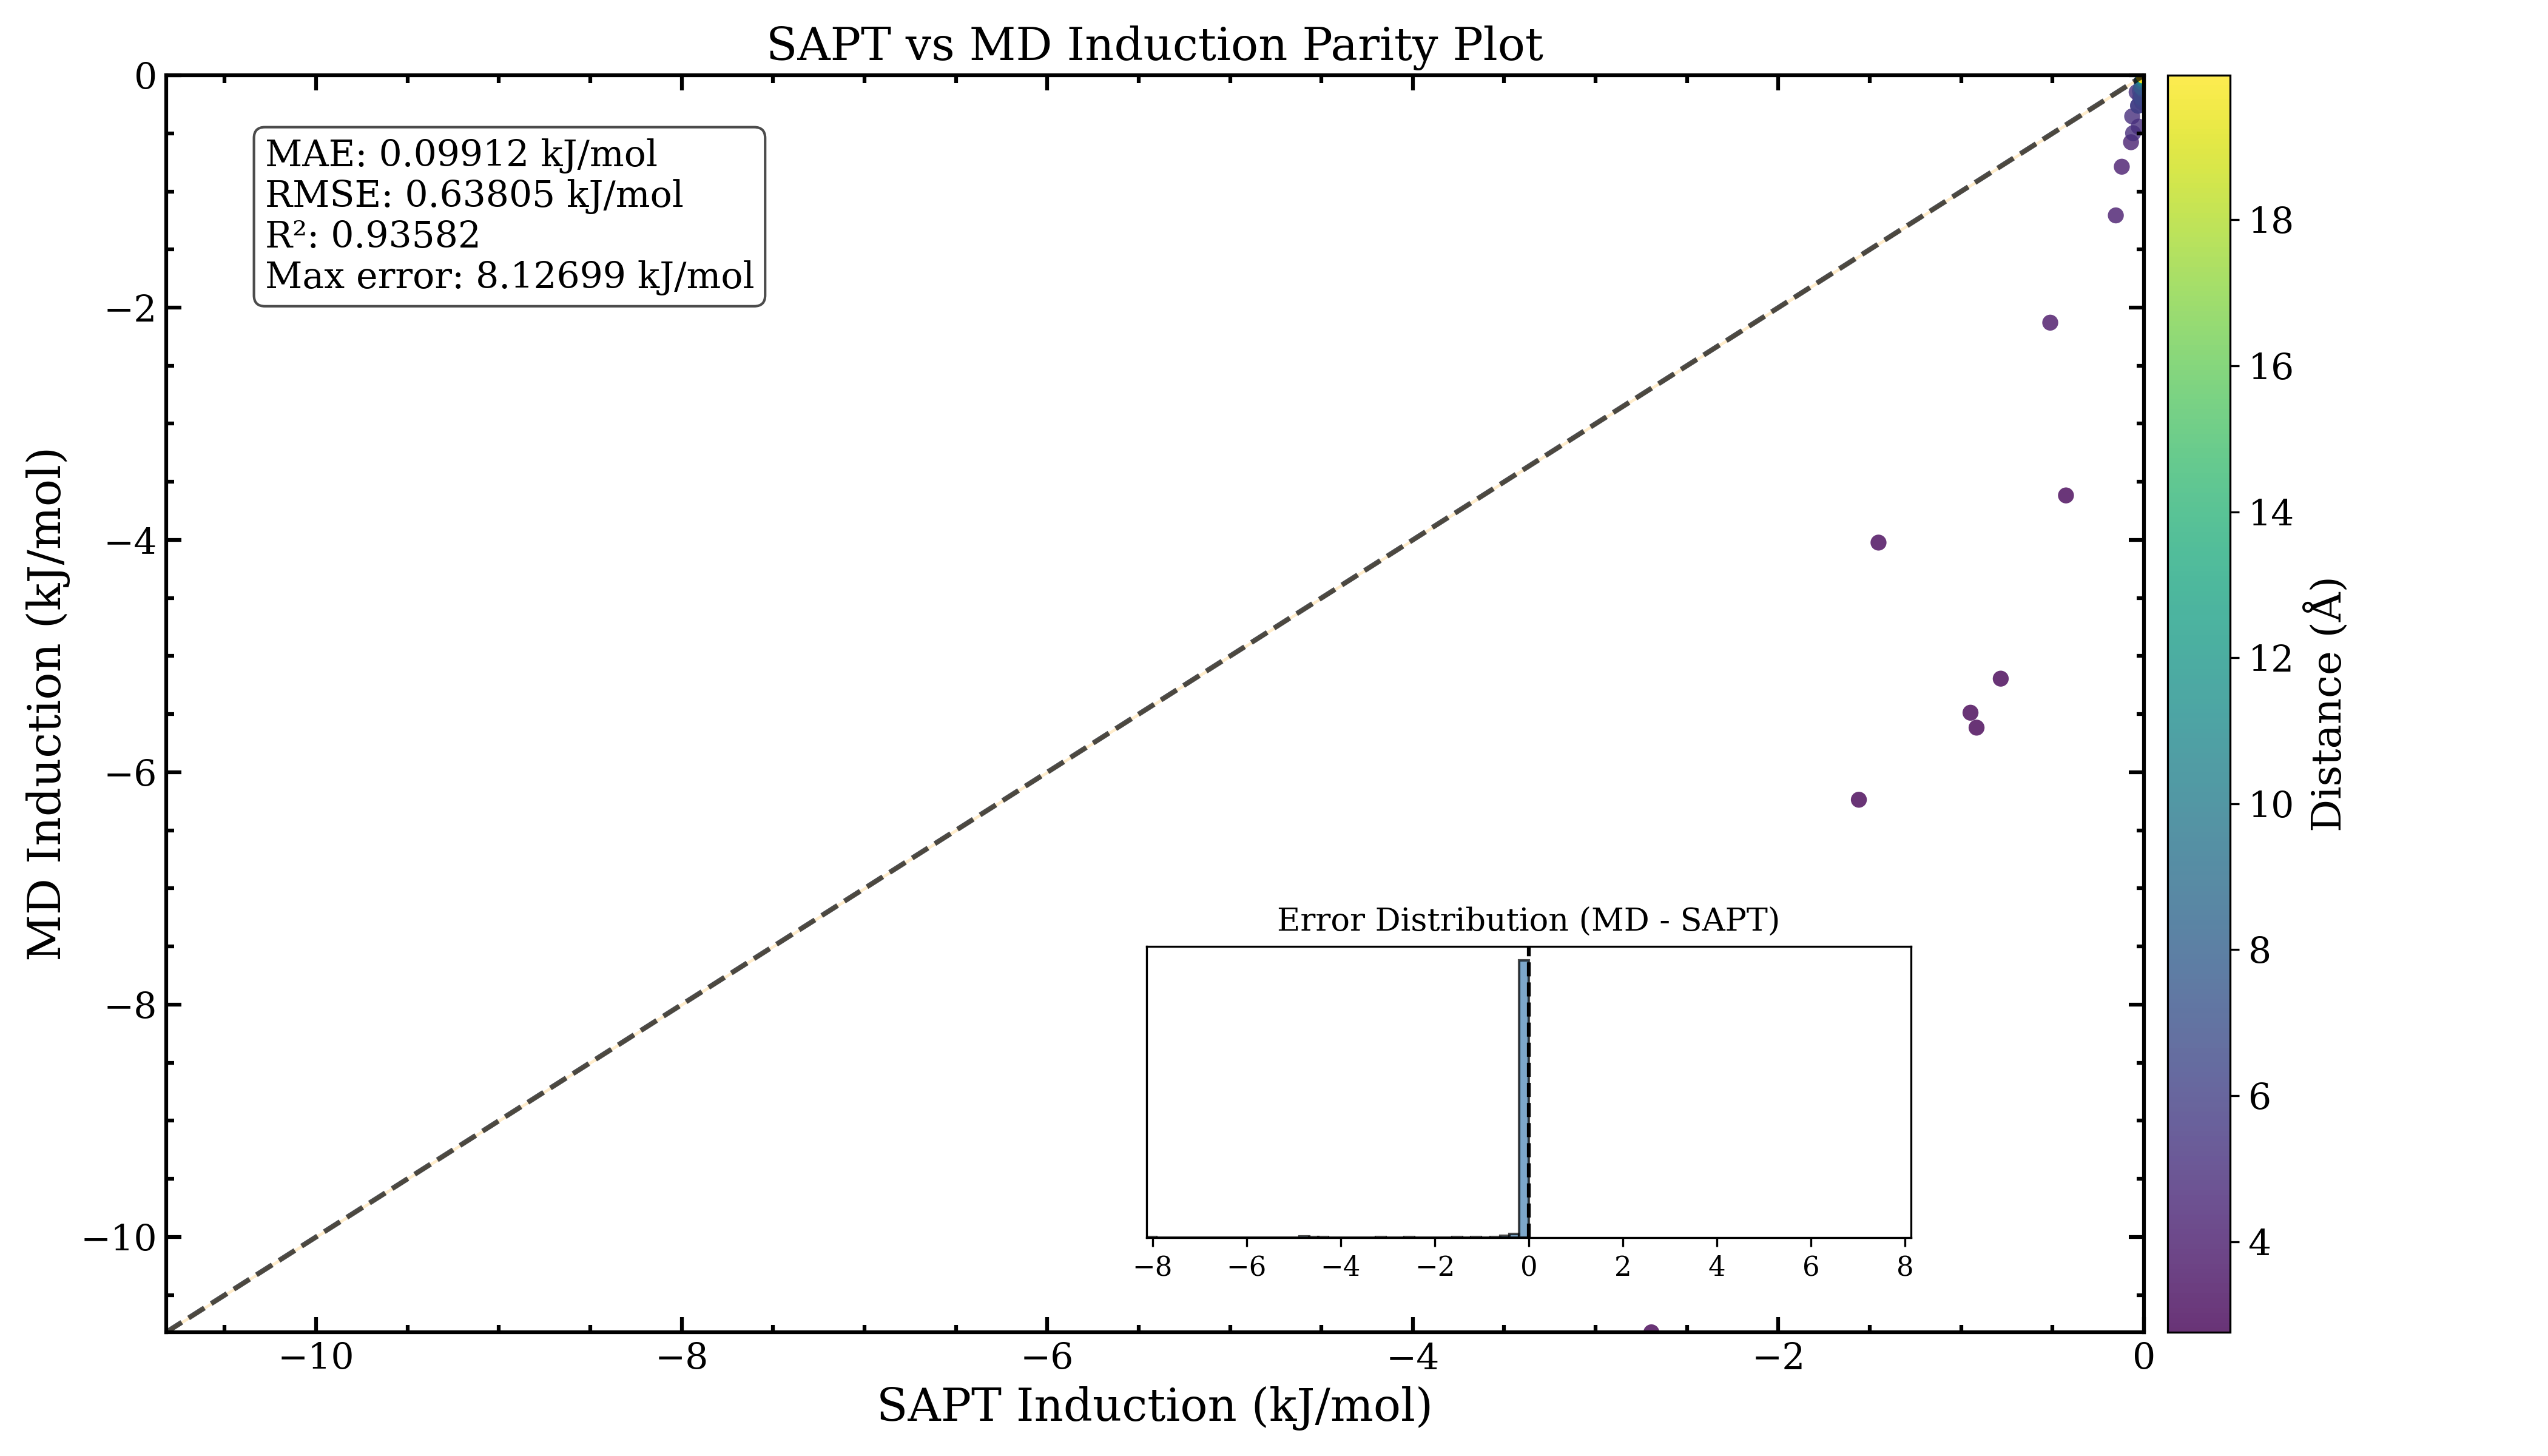 SAPT vs MD Induction Parity Plot
MAE: 0.09912 kJ/mol
RMSE: 0.63805 kJ/mol
R²: 0.93582
Max error: 8.12699 kJ/mol
MD Induction (kJ/mol)
0
−2
−4
−6
−8
−10
Error Distribution (MD - SAPT)
−8 −6 −4 −2 0 2 4 6 8
−10 −8 −6 −4 −2 0
SAPT Induction (kJ/mol)
18
16
14
12
10
8
6
4
Distance (Å)